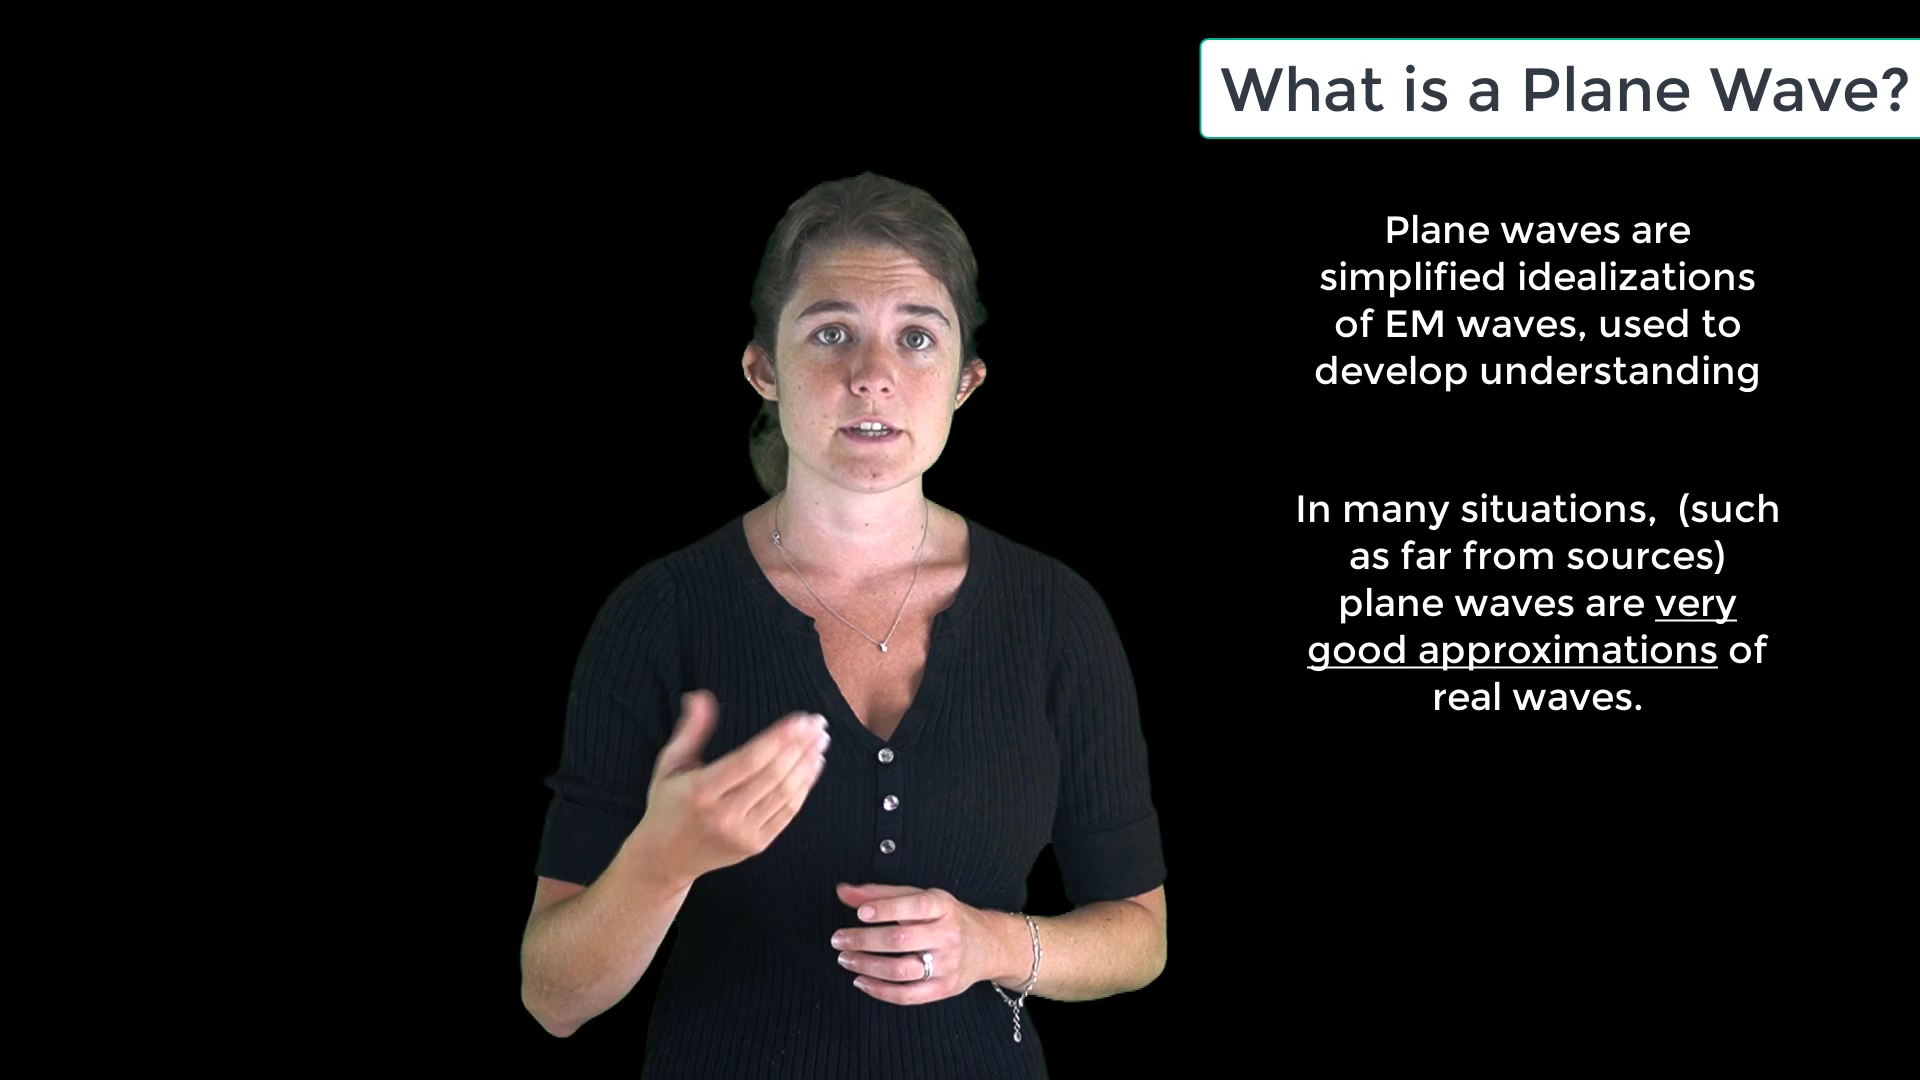 What is a Plane Wave?
Plane waves are
simplified idealizations
of EM waves, used to
develop understanding
In many situations,  (such
as far from sources)
plane waves are very
good approximations of
real waves.